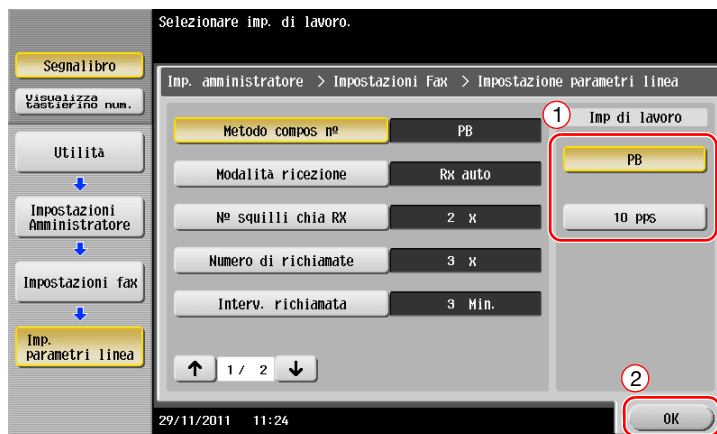 Selezionare imp. di lavoro.
Segnalibro
Visualizza
tastierino num.
Utilità
Impostazioni
Amministratore
Impostazioni fax
Imp.
parametri linea
Imp. amministratore > Impostazioni Fax > Impostazione parametri linea
Metodo compos nº PB
Modalità ricezione Rx auto
Nº squilli chia RX 2 X
Numero di richiamate 3 X
Interv. richiamata 3 Min.
↑ 1/ 2 ↓
1 Imp di lavoro
PB
10 pps
2
OK
29/11/2011 11:24